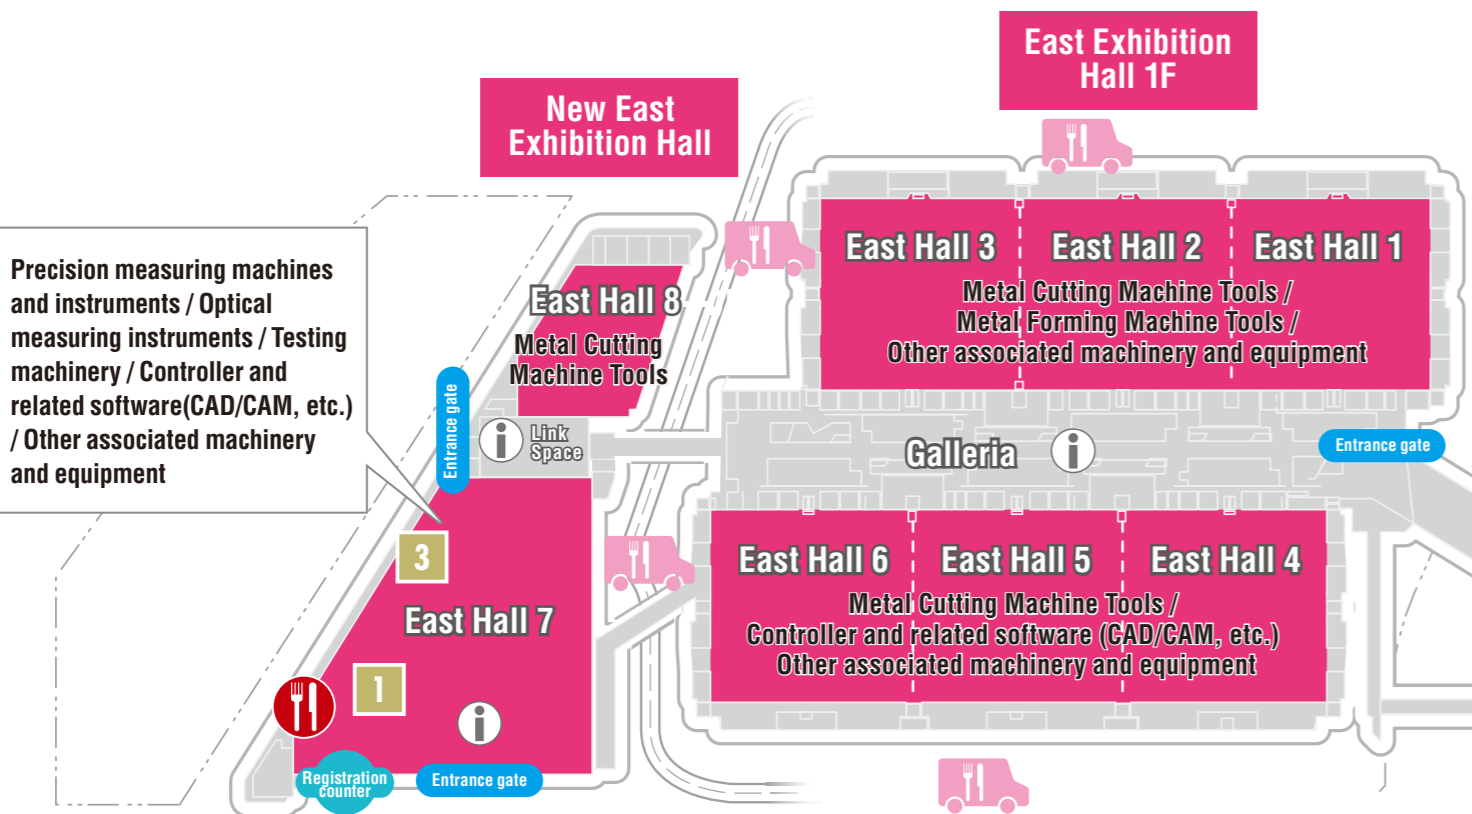 East Exhibition
Hall 1F
New East
Exhibition Hall
Precision measuring machines
and instruments / Optical
measuring instruments / Testing
machinery / Controller and
related software(CAD/CAM, etc.)
/ Other associated machinery
and equipment
East Hall 8
Metal Cutting
Machine Tools
East Hall 3
East Hall 2
East Hall 1
Metal Cutting Machine Tools /
Metal Forming Machine Tools /
Other associated machinery and equipment
Entrance gate
i
Link
Space
Galleria
i
Entrance gate
3
East Hall 7
1
i
Registration
counter
Entrance gate
East Hall 6
East Hall 5
East Hall 4
Metal Cutting Machine Tools /
Controller and related software (CAD/CAM, etc.)
Other associated machinery and equipment